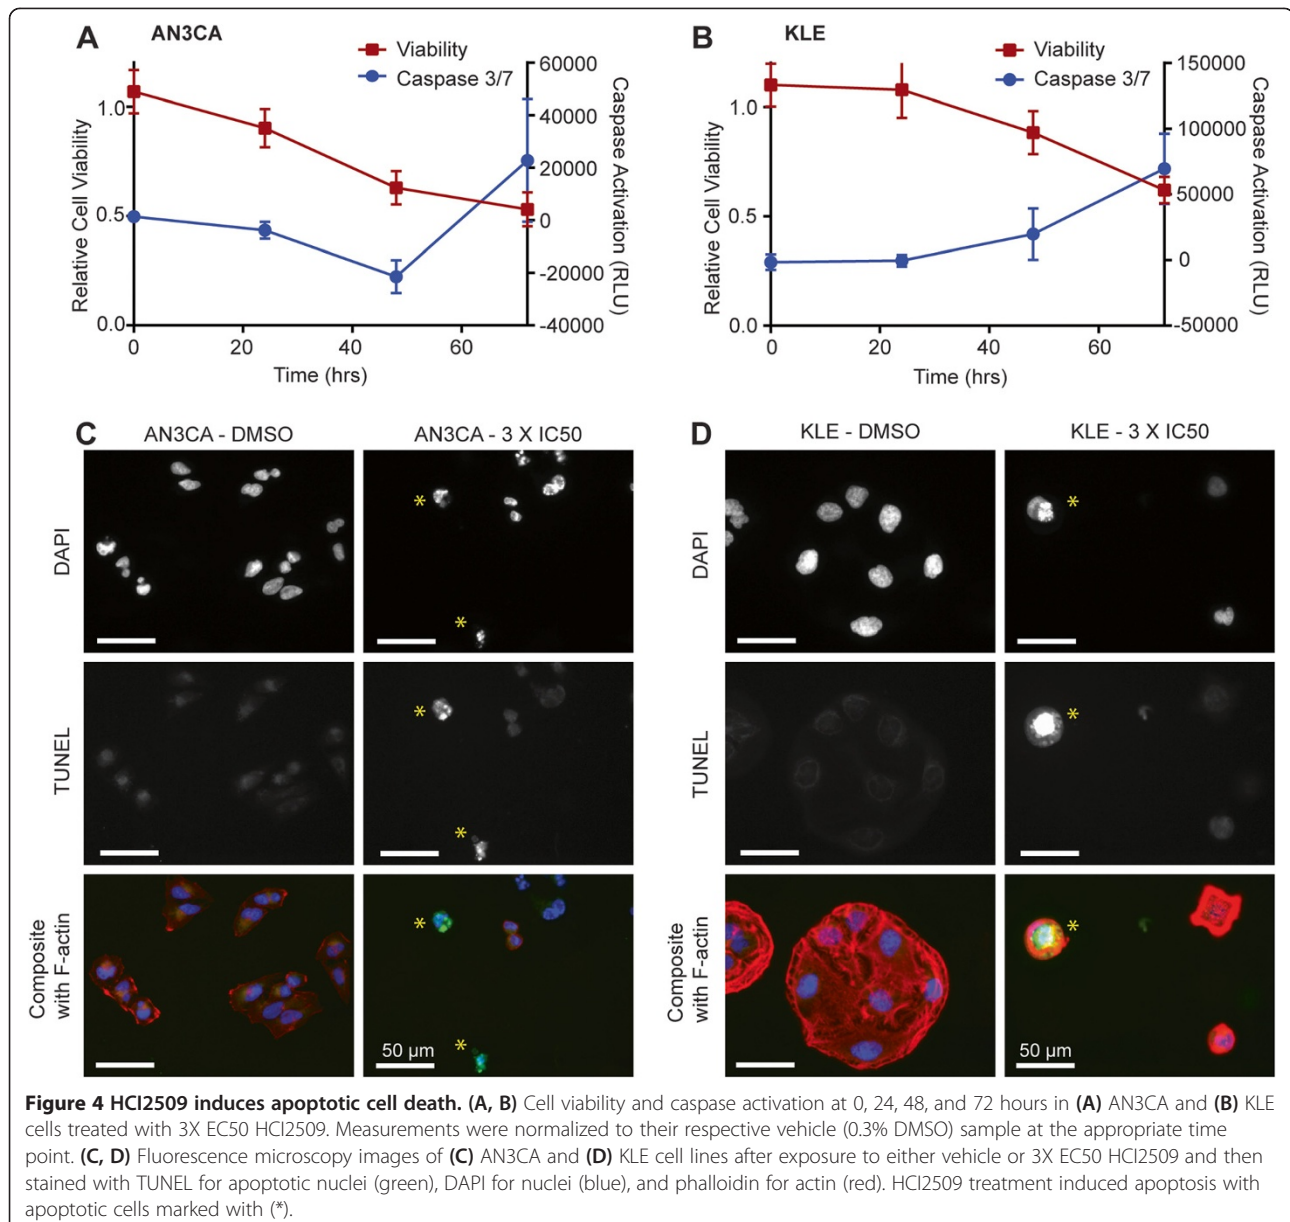 A AN3CA
Viability
Caspase 3/7
Relative Cell Viability
1.0
0.5
0.0
60000
40000
20000
0
-20000
-40000
Caspase Activation (RLU)
0 20 40 60
Time (hrs)
B KLE
Viability
Caspase 3/7
Relative Cell Viability
1.0
0.5
0.0
150000
100000
50000
0
-50000
Caspase Activation (RLU)
0 20 40 60
Time (hrs)
C AN3CA - DMSO AN3CA - 3 X IC50
DAPI
*
*
TUNEL
*
*
Composite
with F-actin
*
*
50 µm
D KLE - DMSO KLE - 3 X IC50
DAPI
*
TUNEL
*
Composite
with F-actin
*
50 µm
Figure 4 HCI2509 induces apoptotic cell death. (A, B) Cell viability and caspase activation at 0, 24, 48, and 72 hours in (A) AN3CA and (B) KLE
cells treated with 3X EC50 HCI2509. Measurements were normalized to their respective vehicle (0.3% DMSO) sample at the appropriate time
point. (C, D) Fluorescence microscopy images of (C) AN3CA and (D) KLE cell lines after exposure to either vehicle or 3X EC50 HCI2509 and then
stained with TUNEL for apoptotic nuclei (green), DAPI for nuclei (blue), and phalloidin for actin (red). HCI2509 treatment induced apoptosis with
apoptotic cells marked with (*).